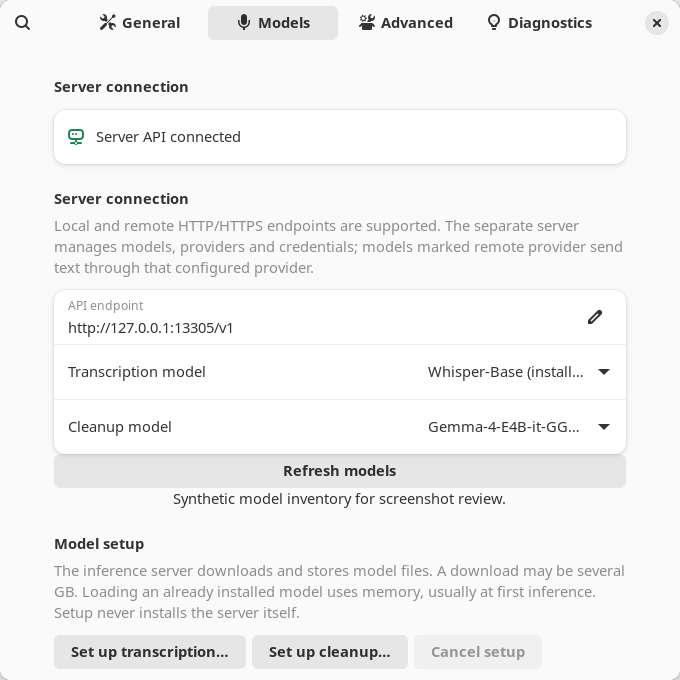 General
Models
Advanced
Diagnostics
Server connection
Server API connected
Server connection
Local and remote HTTP/HTTPS endpoints are supported. The separate server
manages models, providers and credentials; models marked remote provider send
text through that configured provider.
API endpoint
http://127.0.0.1:13305/v1
Transcription model
Whisper-Base (install...
Cleanup model
Gemma-4-E4B-it-GG...
Refresh models
Synthetic model inventory for screenshot review.
Model setup
The inference server downloads and stores model files. A download may be several
GB. Loading an already installed model uses memory, usually at first inference.
Setup never installs the server itself.
Set up transcription...
Set up cleanup...
Cancel setup